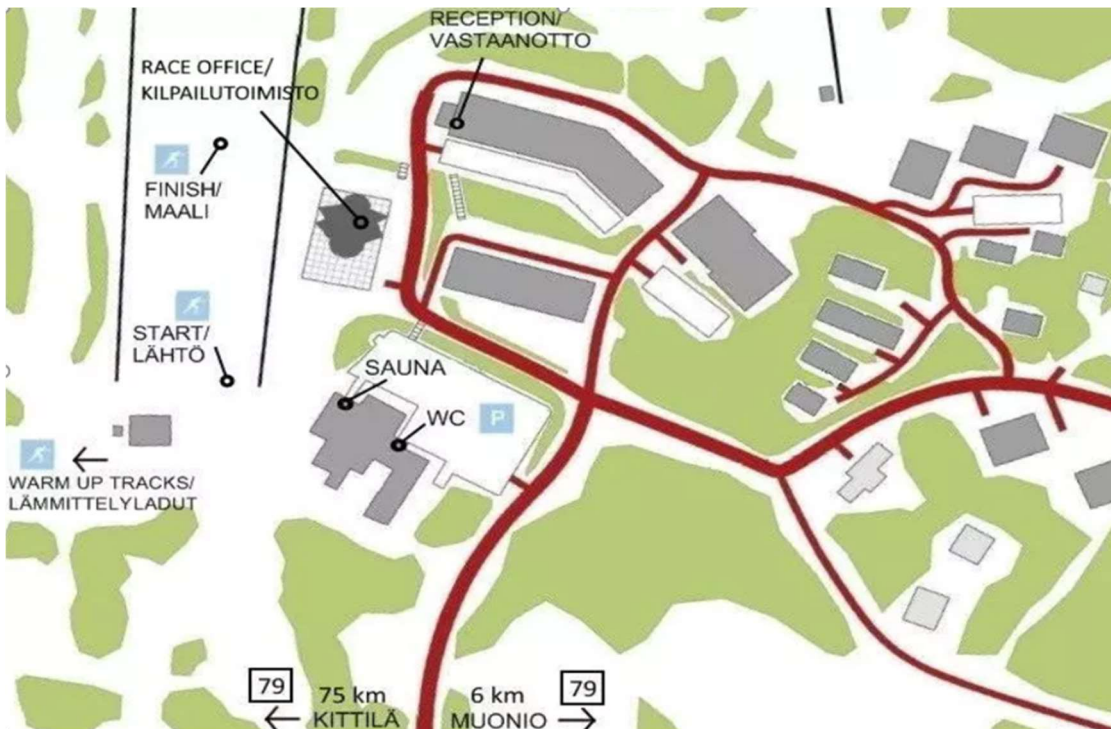 RECEPTION/
VASTAANOTTO
RACE OFFICE/
KILPAILUTOIMISTO
FINISH/
MAALI
START/
LÄHTÖ
SAUNA
WC
P
WARM UP TRACKS/
LÄMMITTELYLADUT
79
75 km
KITTILÄ
6 km
MUONIO
79